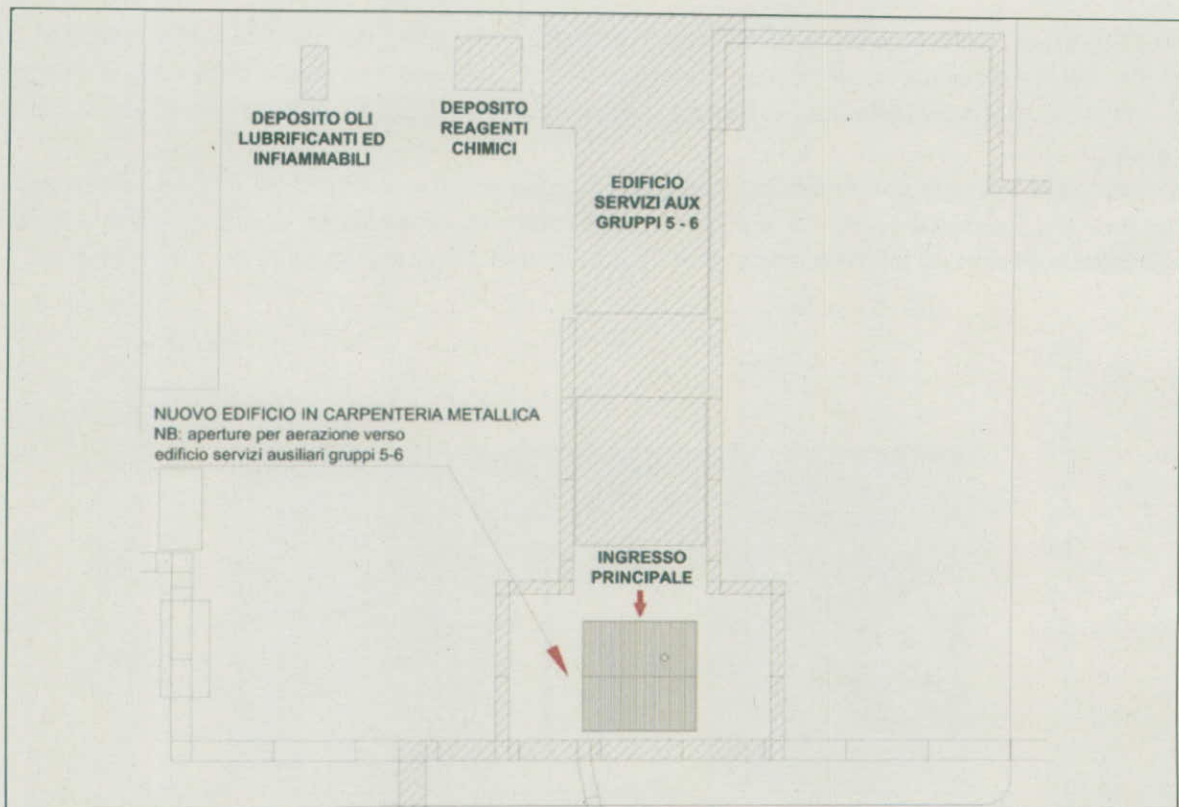 DEPOSITO OLI
LUBRIFICANTI ED
INFIAMMABILI
DEPOSITO
REAGENTI
CHIMICI
EDIFICIO
SERVIZI AUX
GRUPPI 5 - 6
NUOVO EDIFICIO IN CARPENTERIA METALLICA
NB: aperture per aerazione verso
edificio servizi ausiliari gruppi 5-6
INGRESSO
PRINCIPALE